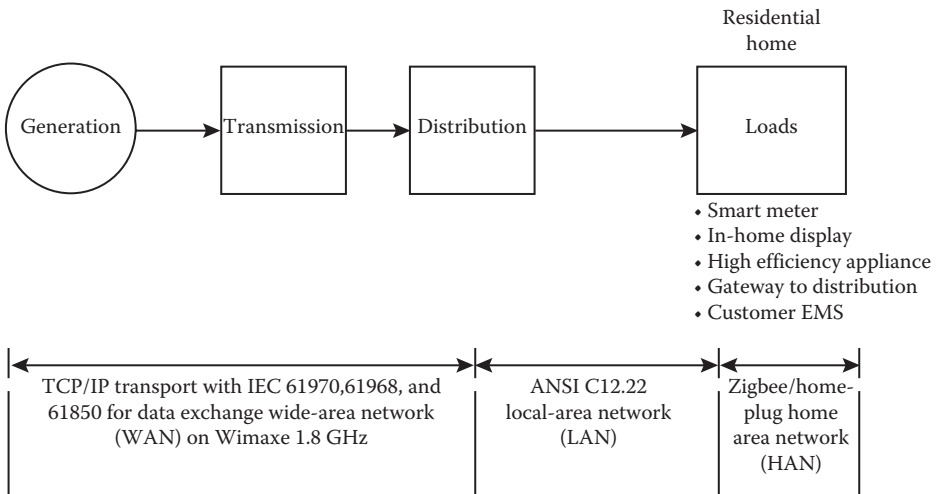 Residential
home
Generation
Transmission
Distribution
Loads
• Smart meter
• In-home display
• High efficiency appliance
• Gateway to distribution
• Customer EMS
TCP/IP transport with IEC 61970,61968, and
61850 for data exchange wide-area network
(WAN) on Wimaxe 1.8 GHz
ANSI C12.22
local-area network
(LAN)
Zigbee/home-
plug home
area network
(HAN)